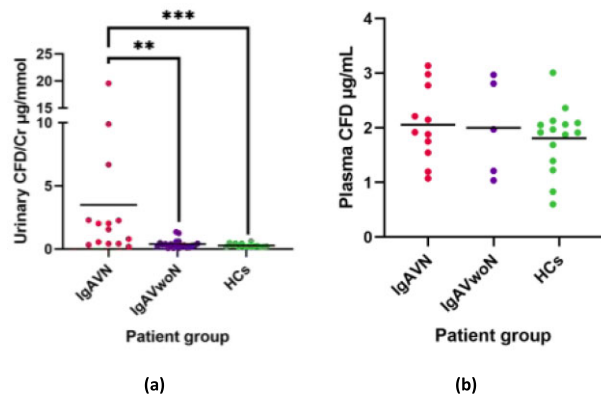 ***
**
Urinary CFD/Cr µg/mmol
25
20
15
10
5
0
IgAVN
IgAVwoN
HCs
Patient group
(a)
Plasma CFD µg/mL
4
3
2
1
0
IgAVN
IgAVwoN
HCs
Patient group
(b)